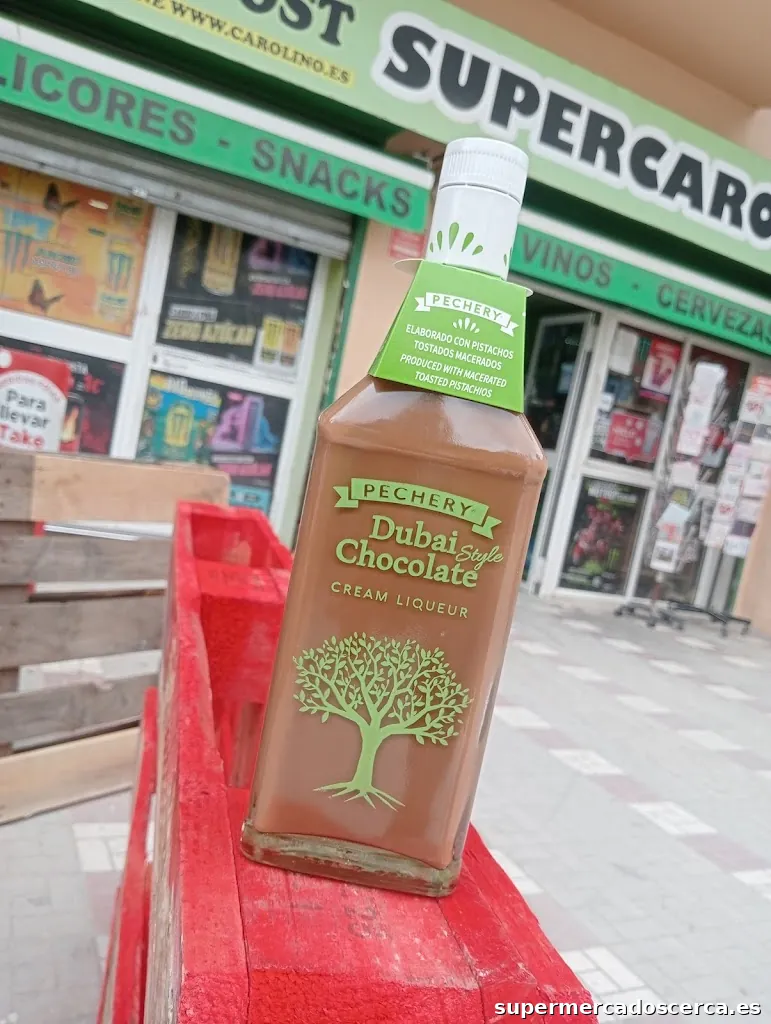 OST
WWW.CAROLINO.ES
SUPERCARO
LICORES - SNACKS
VINOS - CERVEZAS
ZERO AZÚCAR
Para
llevar
Take
PECHERY
ELABORADO CON PISTACHOS
TOSTADOS MACERADOS
PRODUCED WITH MACERATED
TOASTED PISTACHIOS
PECHERY
Dubai Style
Chocolate
CREAM LIQUEUR
supermercadoscerca.es